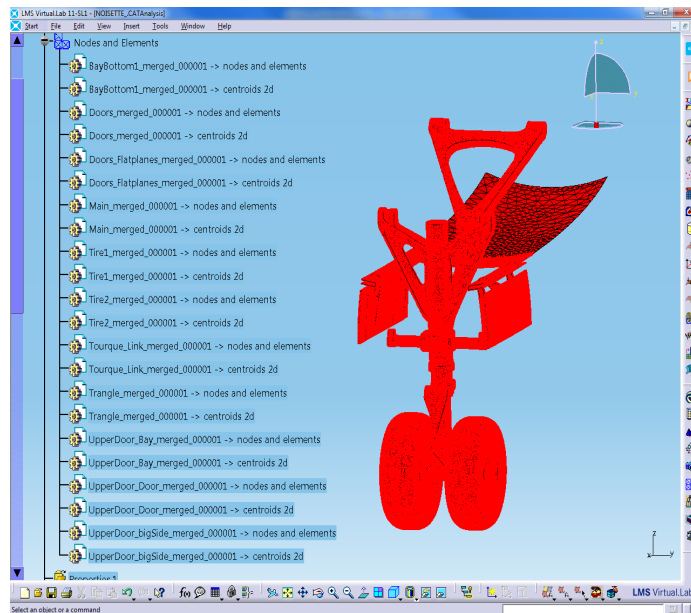 LMS Virtual.Lab 11-SL1 - [NOISETTE_.CATAnalysis]
Start File Edit View Insert Tools Window Help
Nodes and Elements
BayBottom1_merged_000001 -> nodes and elements
BayBottom1_merged_000001 -> centroids 2d
Doors_merged_000001 -> nodes and elements
Doors_merged_000001 -> centroids 2d
Doors_Flatplanes_merged_000001 -> nodes and elements
Doors_Flatplanes_merged_000001 -> centroids 2d
Main_merged_000001 -> nodes and elements
Main_merged_000001 -> centroids 2d
Tire1_merged_000001 -> nodes and elements
Tire1_merged_000001 -> centroids 2d
Tire2_merged_000001 -> nodes and elements
Tire2_merged_000001 -> centroids 2d
Tourque_Link_merged_000001 -> nodes and elements
Tourque_Link_merged_000001 -> centroids 2d
Trangle_merged_000001 -> nodes and elements
Trangle_merged_000001 -> centroids 2d
UpperDoor_Bay_merged_000001 -> nodes and elements
UpperDoor_Bay_merged_000001 -> centroids 2d
UpperDoor_Door_merged_000001 -> nodes and elements
UpperDoor_Door_merged_000001 -> centroids 2d
UpperDoor_bigSide_merged_000001 -> nodes and elements
UpperDoor_bigSide_merged_000001 -> centroids 2d
Properties.1
z
x y
f(x)
LMS Virtual.Lab
Select an object or a command